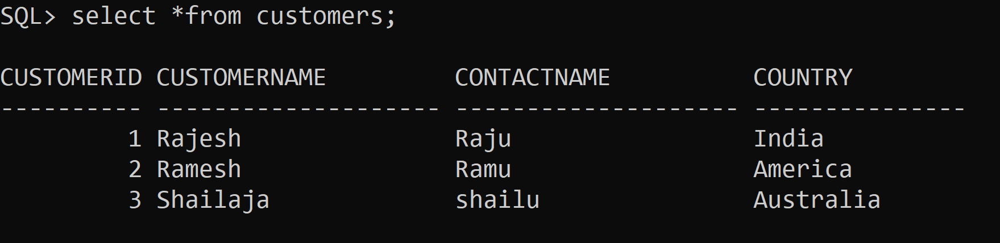 SQL> select *from customers;
CUSTOMERID CUSTOMERNAME         CONTACTNAME          COUNTRY
---------- -------------------- -------------------- ---------------
         1 Rajesh               Raju                 India
         2 Ramesh               Ramu                 America
         3 Shailaja             shailu               Australia